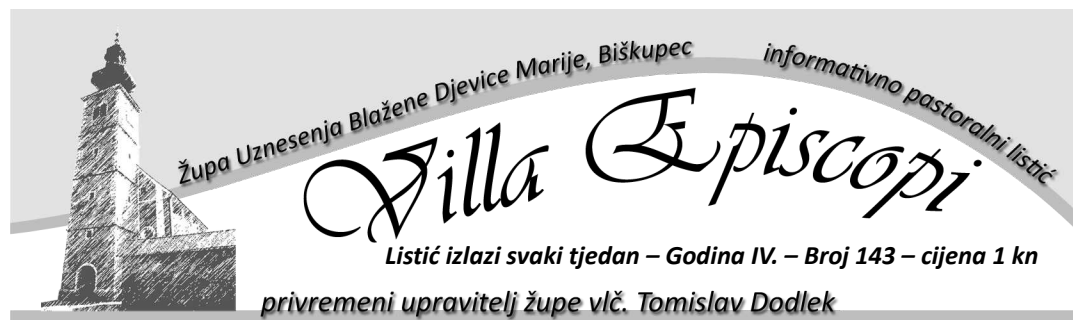 Župa Uznesenja Blažene Djevice Marije, Biškupec
informativno pastoralni listić
Villa Episcopi
Listić izlazi svaki tjedan – Godina IV. – Broj 143 – cijena 1 kn
privremeni upravitelj župe vlč. Tomislav Dodlek